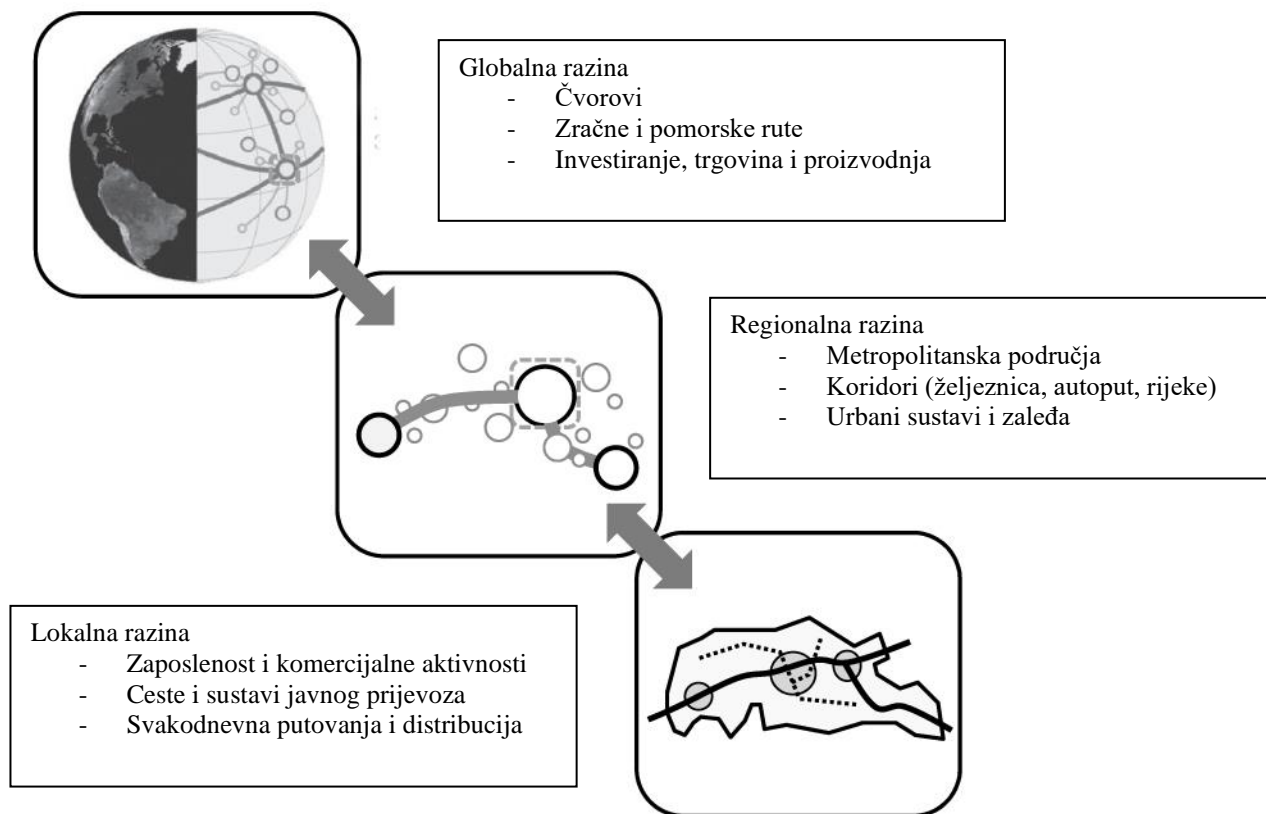 Globalna razina
- Čvorovi
- Zračne i pomorske rute
- Investiranje, trgovina i proizvodnja
Regionalna razina
- Metropolitanska područja
- Koridori (željeznica, autoput, rijeke)
- Urbani sustavi i zaleđa
Lokalna razina
- Zaposlenost i komercijalne aktivnosti
- Ceste i sustavi javnog prijevoza
- Svakodnevna putovanja i distribucija